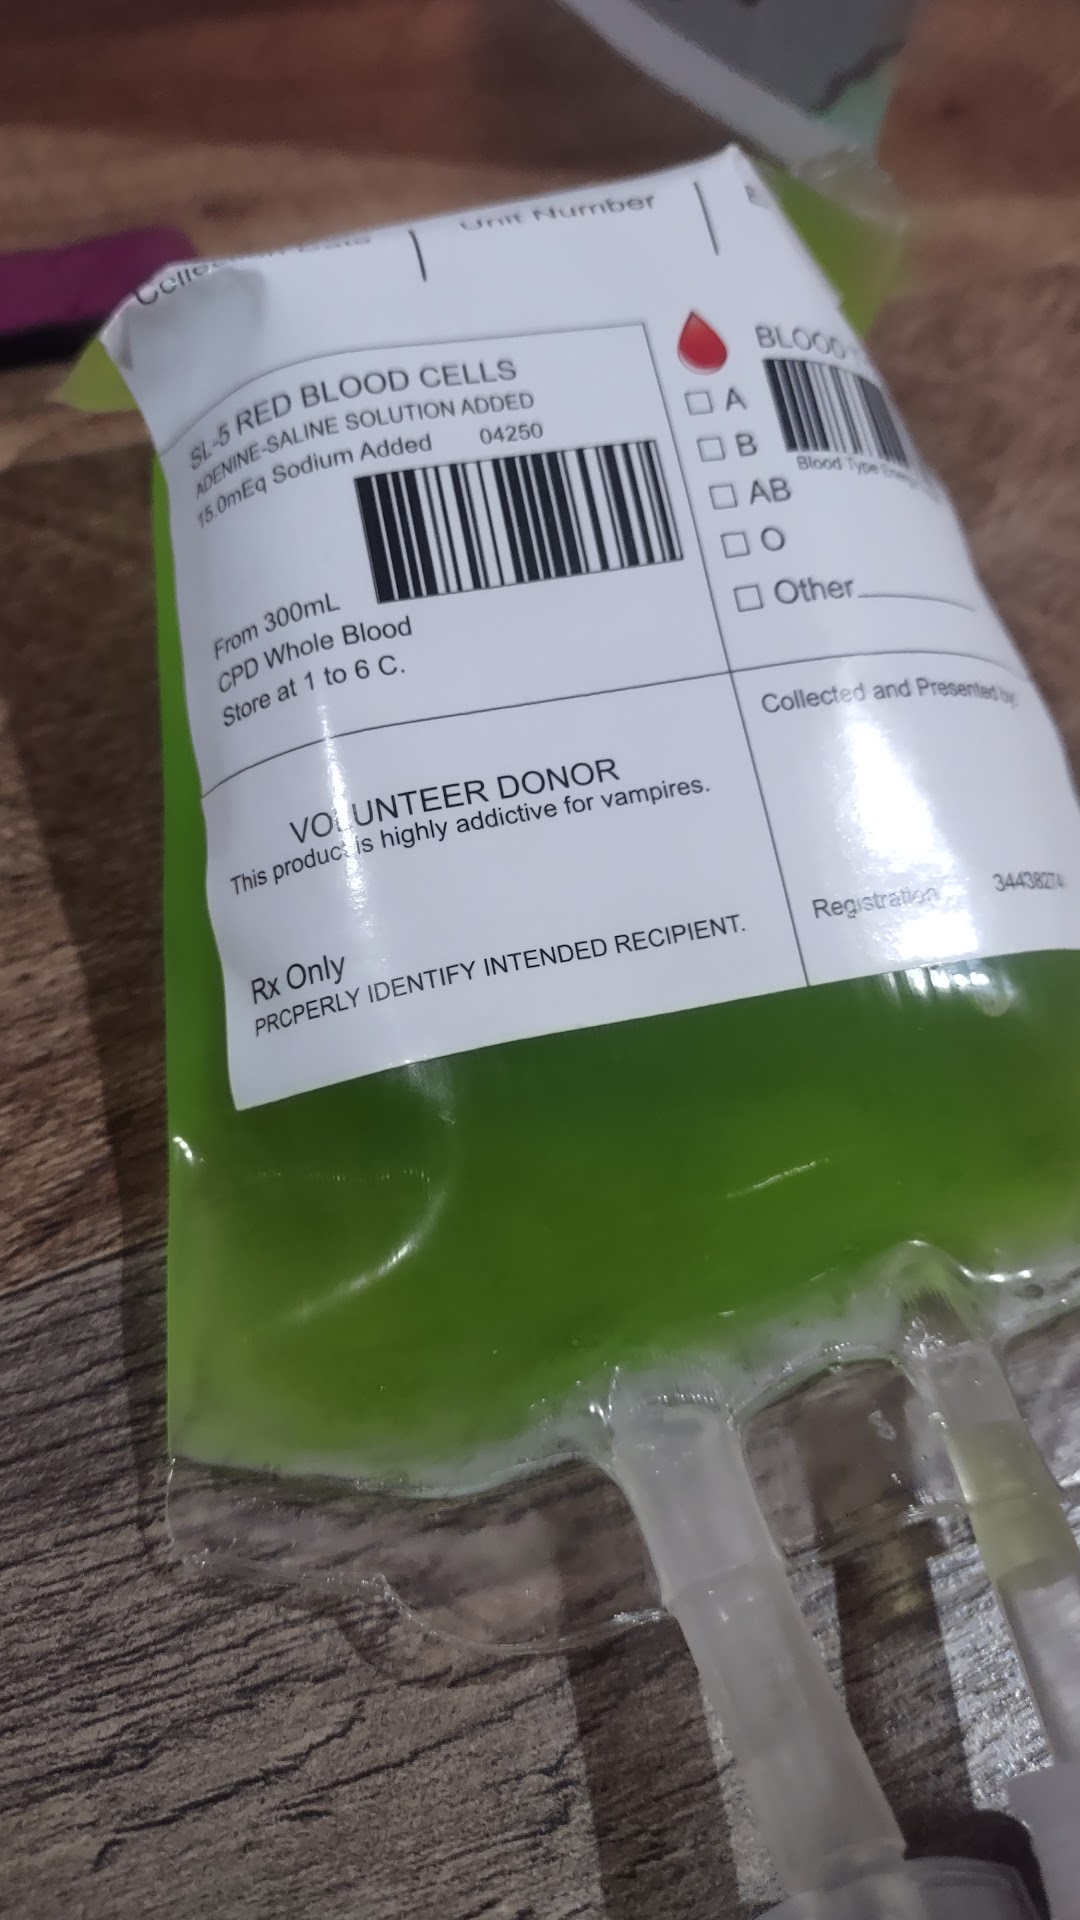 Unit Number
SL-5 RED BLOOD CELLS
ADENINE-SALINE SOLUTION ADDED
15.0mEq Sodium Added 04250
From 300mL
CPD Whole Blood
Store at 1 to 6 C.
BLOOD
Blood Type
A
B
AB
O
Other
VOLUNTEER DONOR
This product is highly addictive for vampires.
Rx Only
PRCPERLY IDENTIFY INTENDED RECIPIENT.
Collected and Presented by:
Registration